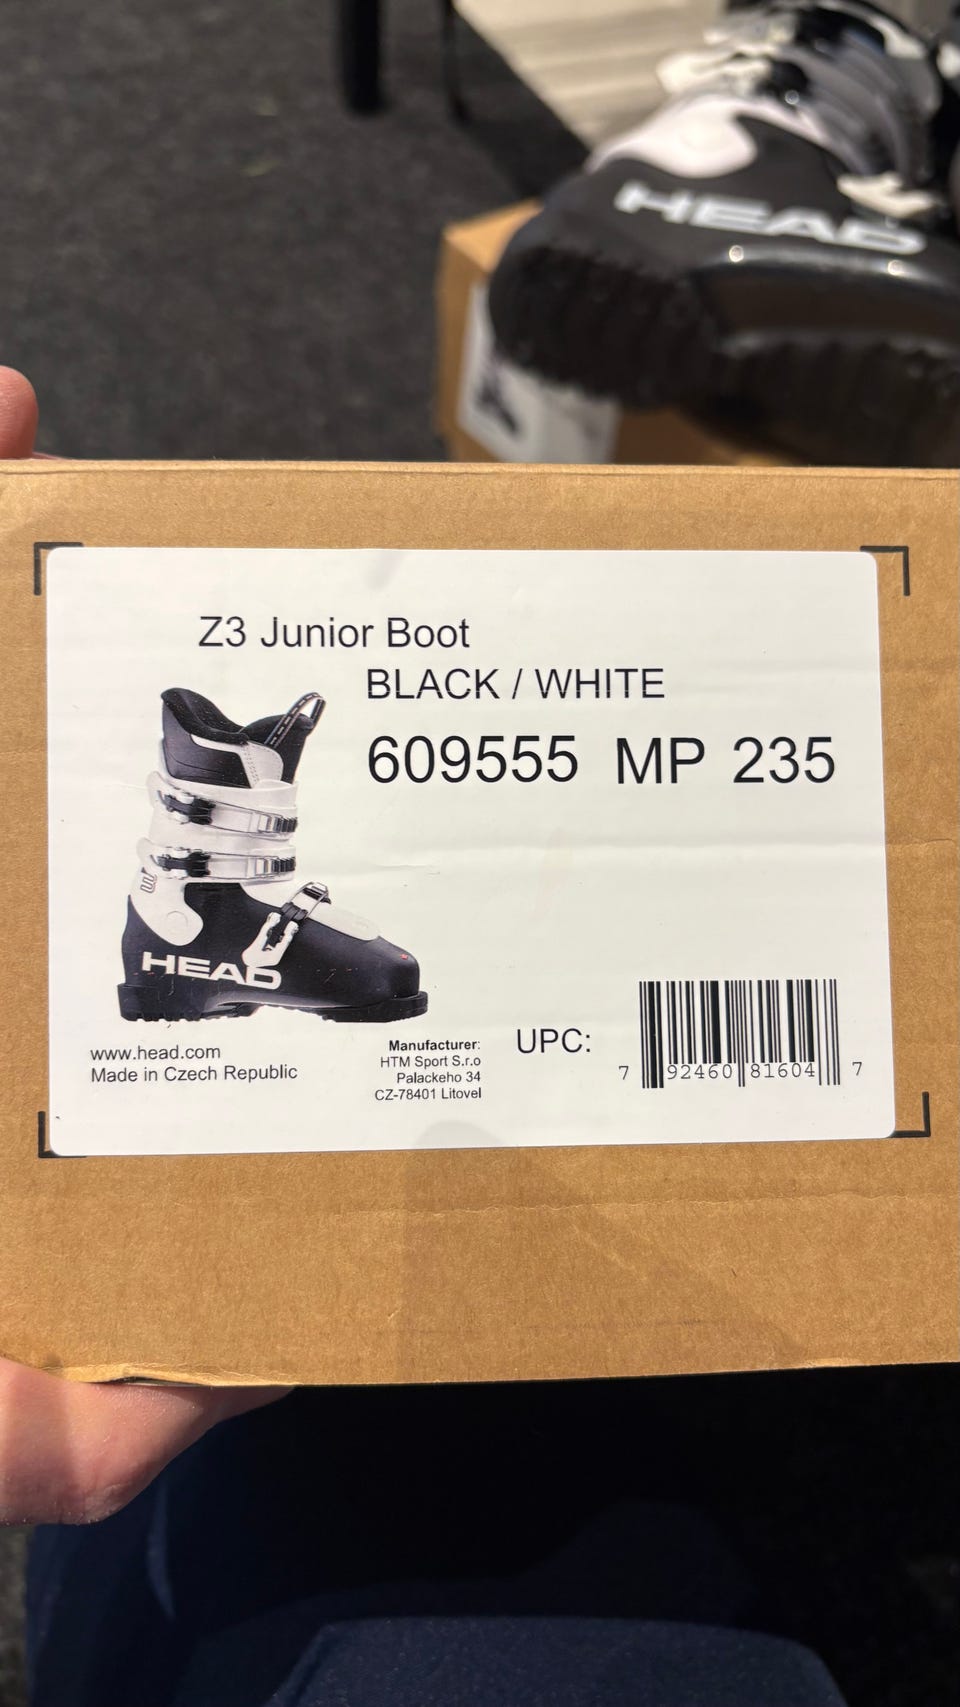 HEAD
Z3 Junior Boot
BLACK / WHITE
609555 MP 235
HEAD
www.head.com
Made in Czech Republic
Manufacturer:
HTM Sport S.r.o
Palackeho 34
CZ-78401 Litovel
UPC:
7 92460 81604 7